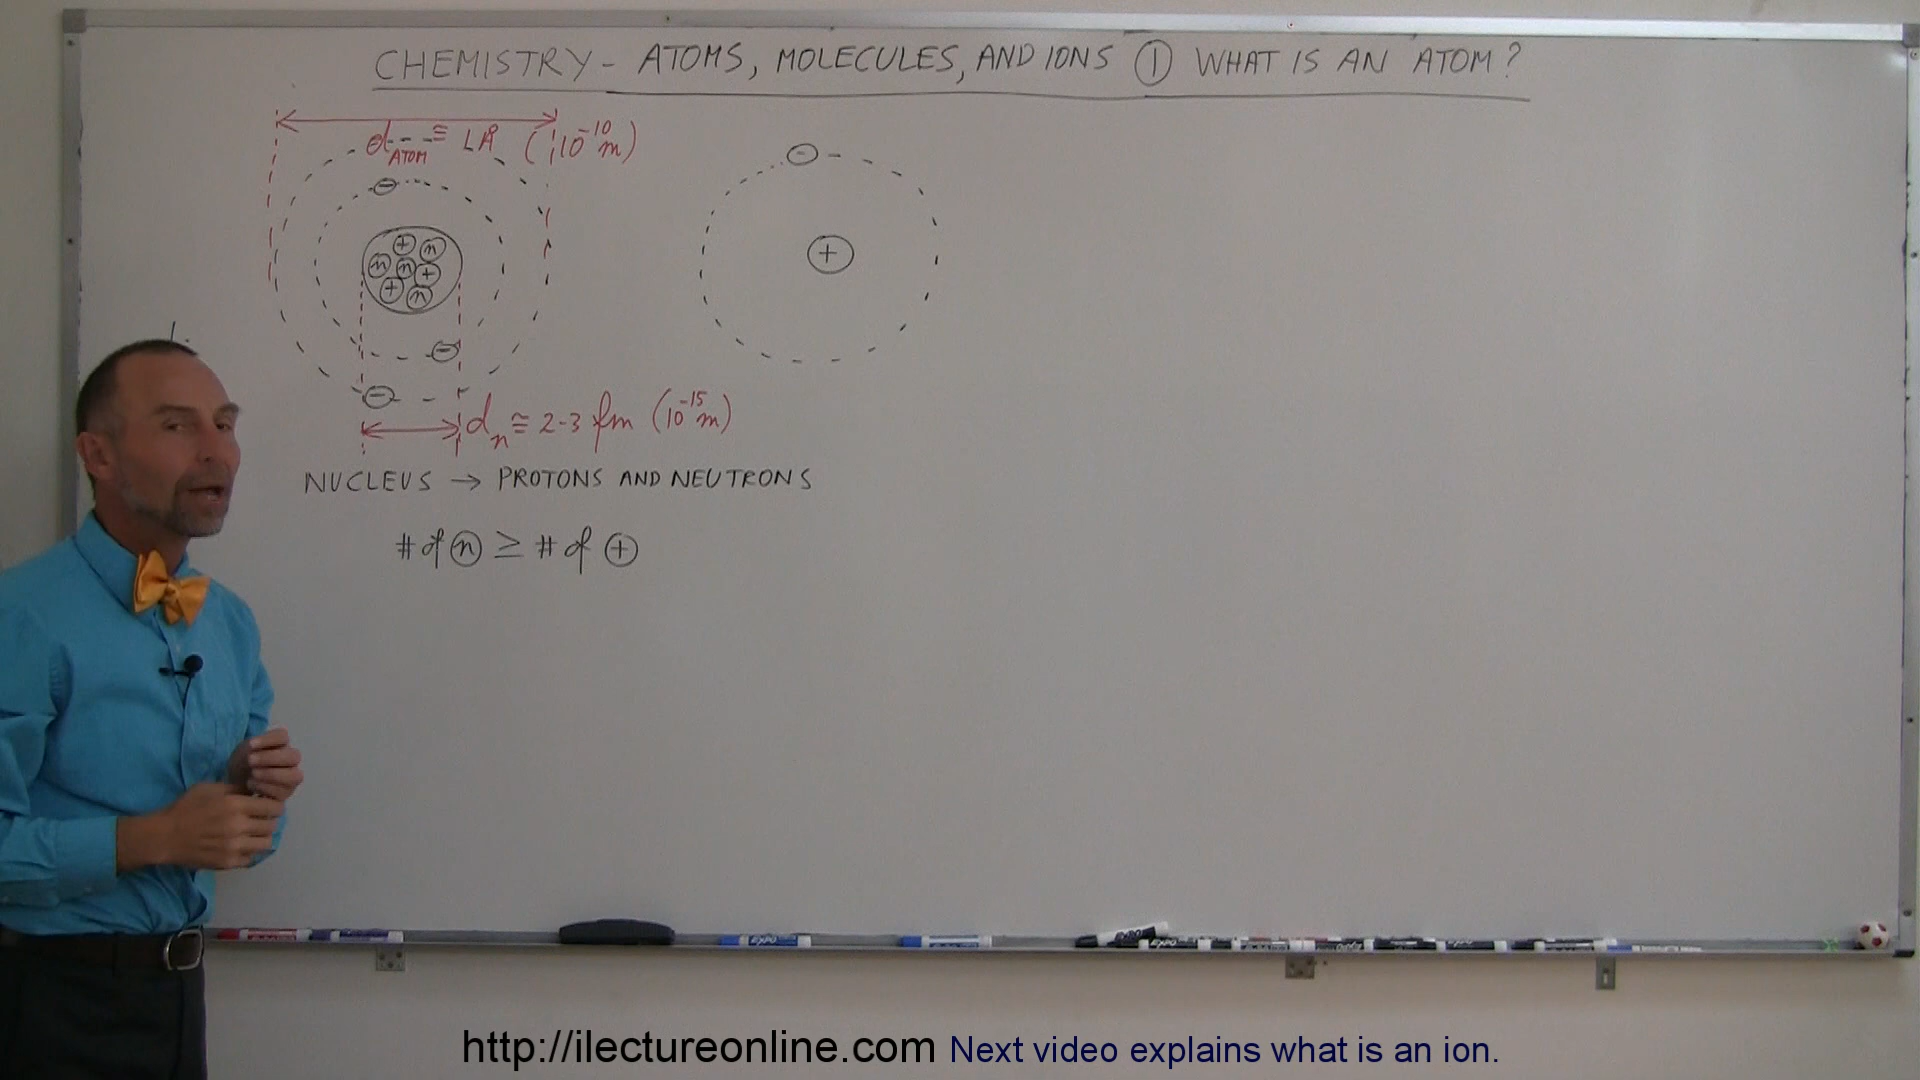 CHEMISTRY - ATOMS, MOLECULES, AND IONS ① WHAT IS AN ATOM?
d ATOM ≅ 1Å (10⁻¹⁰ m)
−
−
+ n
n n +
+ n
−
−
+
−
dₙ ≅ 2-3 fm (10⁻¹⁵ m)
NUCLEUS → PROTONS AND NEUTRONS
# of ⓝ ≥ # of ⊕
EXPO
http://ilectureonline.com Next video explains what is an ion.